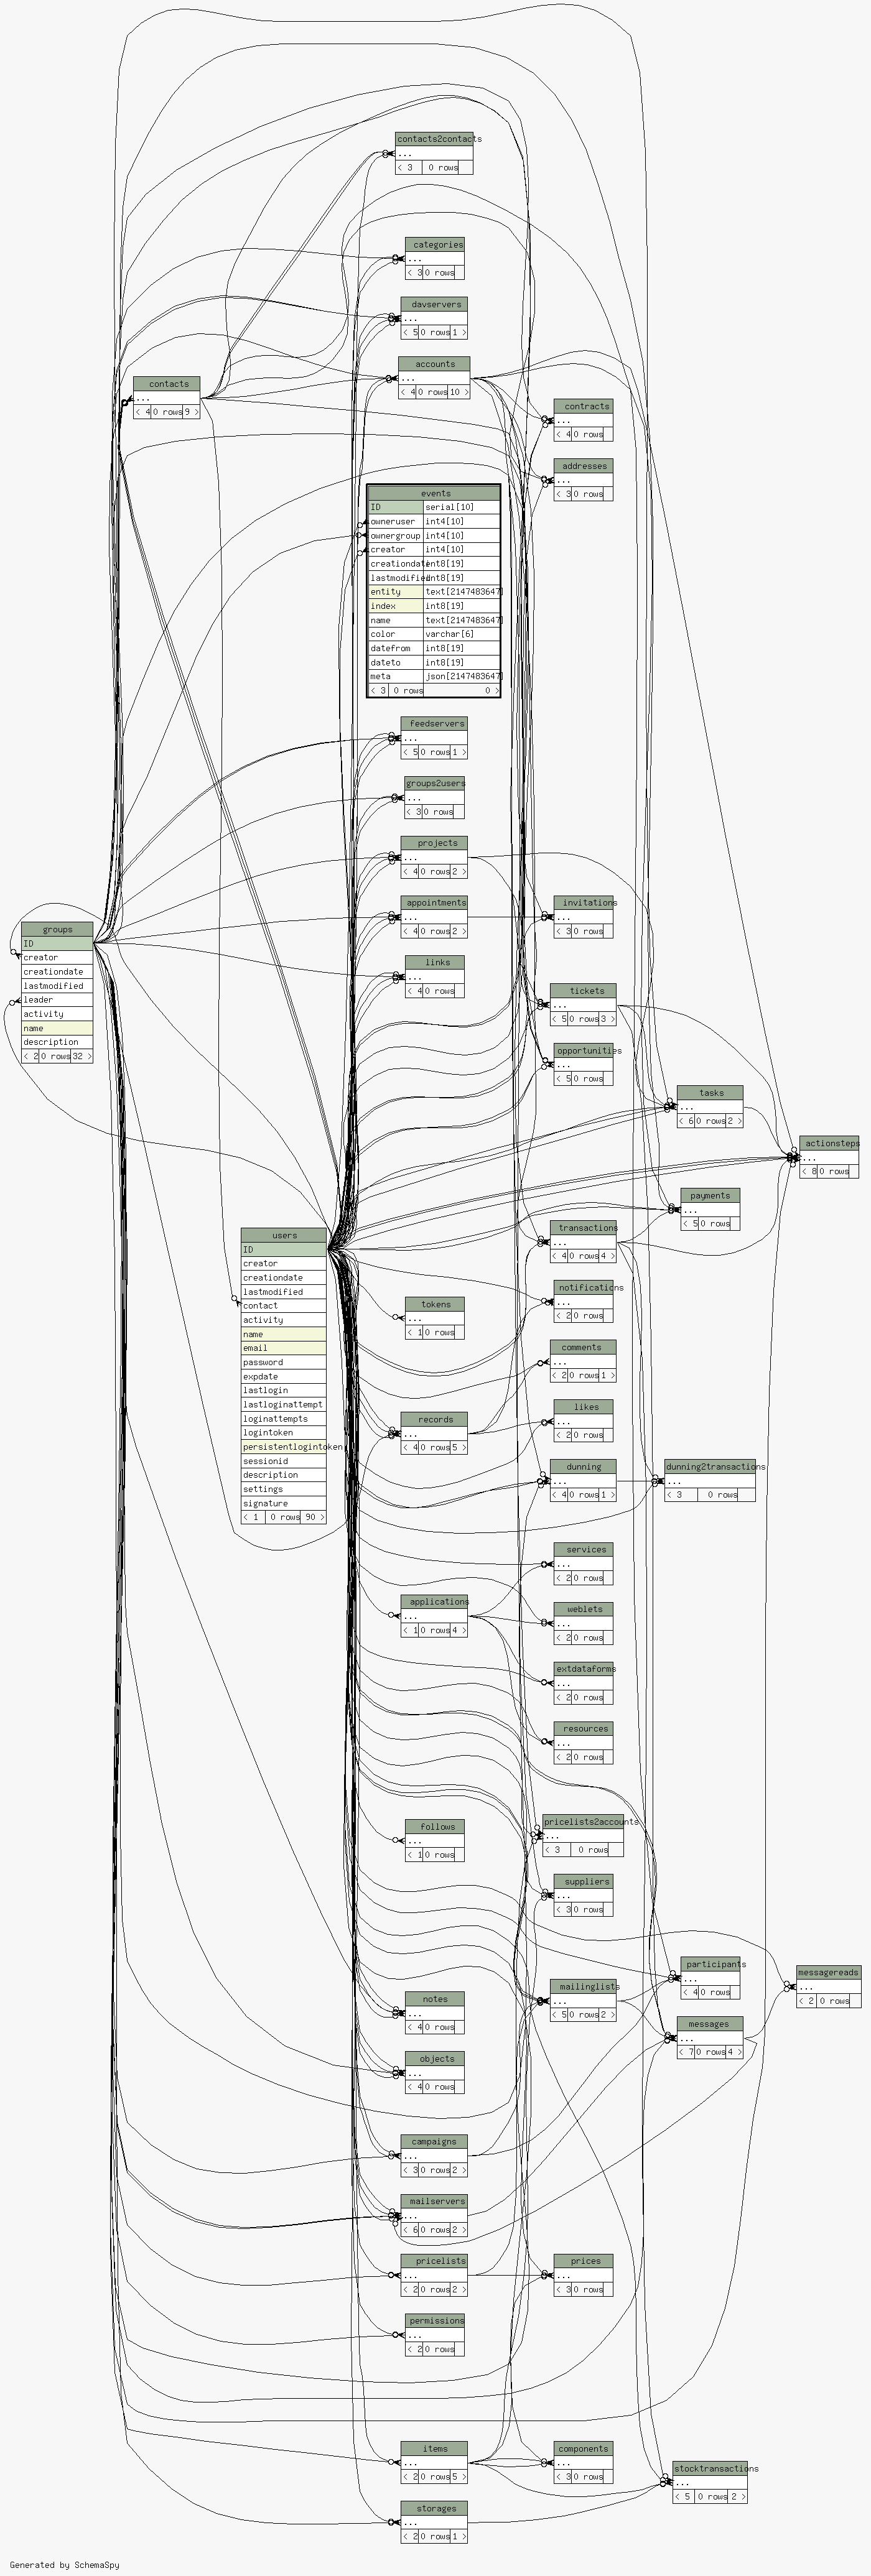 contacts2contacts
...
< 3 0 rows
categories
...
< 3 0 rows
davservers
...
< 5 0 rows 1 >
accounts
...
< 4 0 rows 10 >
contacts
...
< 4 0 rows 9 >
contracts
...
< 4 0 rows
addresses
...
< 3 0 rows
events
ID serial[10]
owneruser int4[10]
ownergroup int4[10]
creator int4[10]
creationdate int8[19]
lastmodified int8[19]
entity text[2147483647]
index int8[19]
name text[2147483647]
color varchar[6]
datefrom int8[19]
dateto int8[19]
meta json[2147483647]
< 3 0 rows 0 >
feedservers
...
< 5 0 rows 1 >
groups2users
...
< 3 0 rows
projects
...
< 4 0 rows 2 >
appointments
...
< 4 0 rows 2 >
invitations
...
< 3 0 rows
groups
ID
creator
creationdate
lastmodified
leader
activity
name
description
< 2 0 rows 32 >
links
...
< 4 0 rows
tickets
...
< 5 0 rows 3 >
opportunities
...
< 5 0 rows
tasks
...
< 6 0 rows 2 >
actionsteps
...
< 8 0 rows
payments
...
< 5 0 rows
transactions
...
< 4 0 rows 4 >
users
ID
creator
creationdate
lastmodified
contact
activity
name
email
password
expdate
lastlogin
lastloginattempt
loginattempts
logintoken
persistentlogintoken
sessionid
description
settings
signature
< 1 0 rows 90 >
notifications
...
< 2 0 rows
tokens
...
< 1 0 rows
comments
...
< 2 0 rows 1 >
likes
...
< 2 0 rows
records
...
< 4 0 rows 5 >
dunning
...
< 4 0 rows 1 >
dunning2transactions
...
< 3 0 rows
services
...
< 2 0 rows
applications
...
< 1 0 rows 4 >
weblets
...
< 2 0 rows
extdataforms
...
< 2 0 rows
resources
...
< 2 0 rows
pricelists2accounts
...
< 3 0 rows
follows
...
< 1 0 rows
suppliers
...
< 3 0 rows
participants
...
< 4 0 rows
messagereads
...
< 2 0 rows
mailinglists
...
< 5 0 rows 2 >
notes
...
< 4 0 rows
messages
...
< 7 0 rows 4 >
objects
...
< 4 0 rows
campaigns
...
< 3 0 rows 2 >
mailservers
...
< 6 0 rows 2 >
pricelists
...
< 2 0 rows 2 >
prices
...
< 3 0 rows
permissions
...
< 2 0 rows
items
...
< 2 0 rows 5 >
components
...
< 3 0 rows
stocktransactions
...
< 5 0 rows 2 >
storages
...
< 2 0 rows 1 >
Generated by SchemaSpy